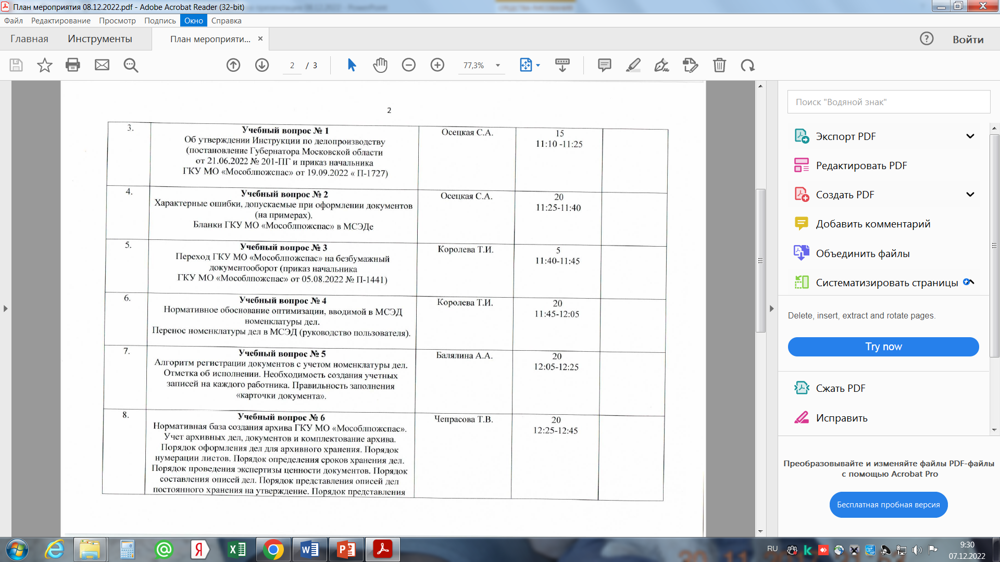 План мероприятия 08.12.2022.pdf - Adobe Acrobat Reader (32-bit)
Файл Редактирование Просмотр Подпись Окно Справка
Главная Инструменты План мероприяти... × Войти
2 / 3 77,3%
2
3.
Учебный вопрос № 1
Об утверждении Инструкции по делопроизводству
(постановление Губернатора Московской области
от 21.06.2022 № 201-ПГ и приказ начальника
ГКУ МО «Мособлпожспас» от 19.09.2022 « П-1727)
Осецкая С.А.
15
11:10 -11:25
4.
Учебный вопрос № 2
Характерные ошибки, допускаемые при оформлении документов
(на примерах).
Бланки ГКУ МО «Мособлпожспас» в МСЭДе
Осецкая С.А.
20
11:25-11:40
5.
Учебный вопрос № 3
Переход ГКУ МО «Мособлпожспас» на безбумажный
документооборот (приказ начальника
ГКУ МО «Мособлпожспас» от 05.08.2022 № П-1441)
Королева Т.И.
5
11:40-11:45
6.
Учебный вопрос № 4
Нормативное обоснование оптимизации, вводимой в МСЭД
номенклатуры дел.
Перенос номенклатуры дел в МСЭД (руководство пользователя).
Королева Т.И.
20
11:45-12:05
7.
Учебный вопрос № 5
Алгоритм регистрации документов с учетом номенклатуры дел.
Отметка об исполнении. Необходимость создания учетных
записей на каждого работника. Правильность заполнения
«карточки документа».
Балялина А.А.
20
12:05-12:25
8.
Учебный вопрос № 6
Нормативная база создания архива ГКУ МО «Мособлпожспас».
Учет архивных дел, документов и комплектование архива.
Порядок оформления дел для архивного хранения. Порядок
нумерации листов. Порядок определения сроков хранения дел.
Порядок проведения экспертизы ценности документов. Порядок
составления описей дел. Порядок представления описей дел
постоянного хранения на утверждение. Порядок представления
Чепрасова Т.В.
20
12:25-12:45
Поиск "Водяной знак"
Экспорт PDF
Редактировать PDF
Создать PDF
Добавить комментарий
Объединить файлы
Систематизировать страницы
Delete, insert, extract and rotate pages.
Try now
Сжать PDF
Исправить
Преобразовывайте и изменяйте файлы PDF-файлы
с помощью Acrobat Pro
Бесплатная пробная версия
RU
9:30
07.12.2022